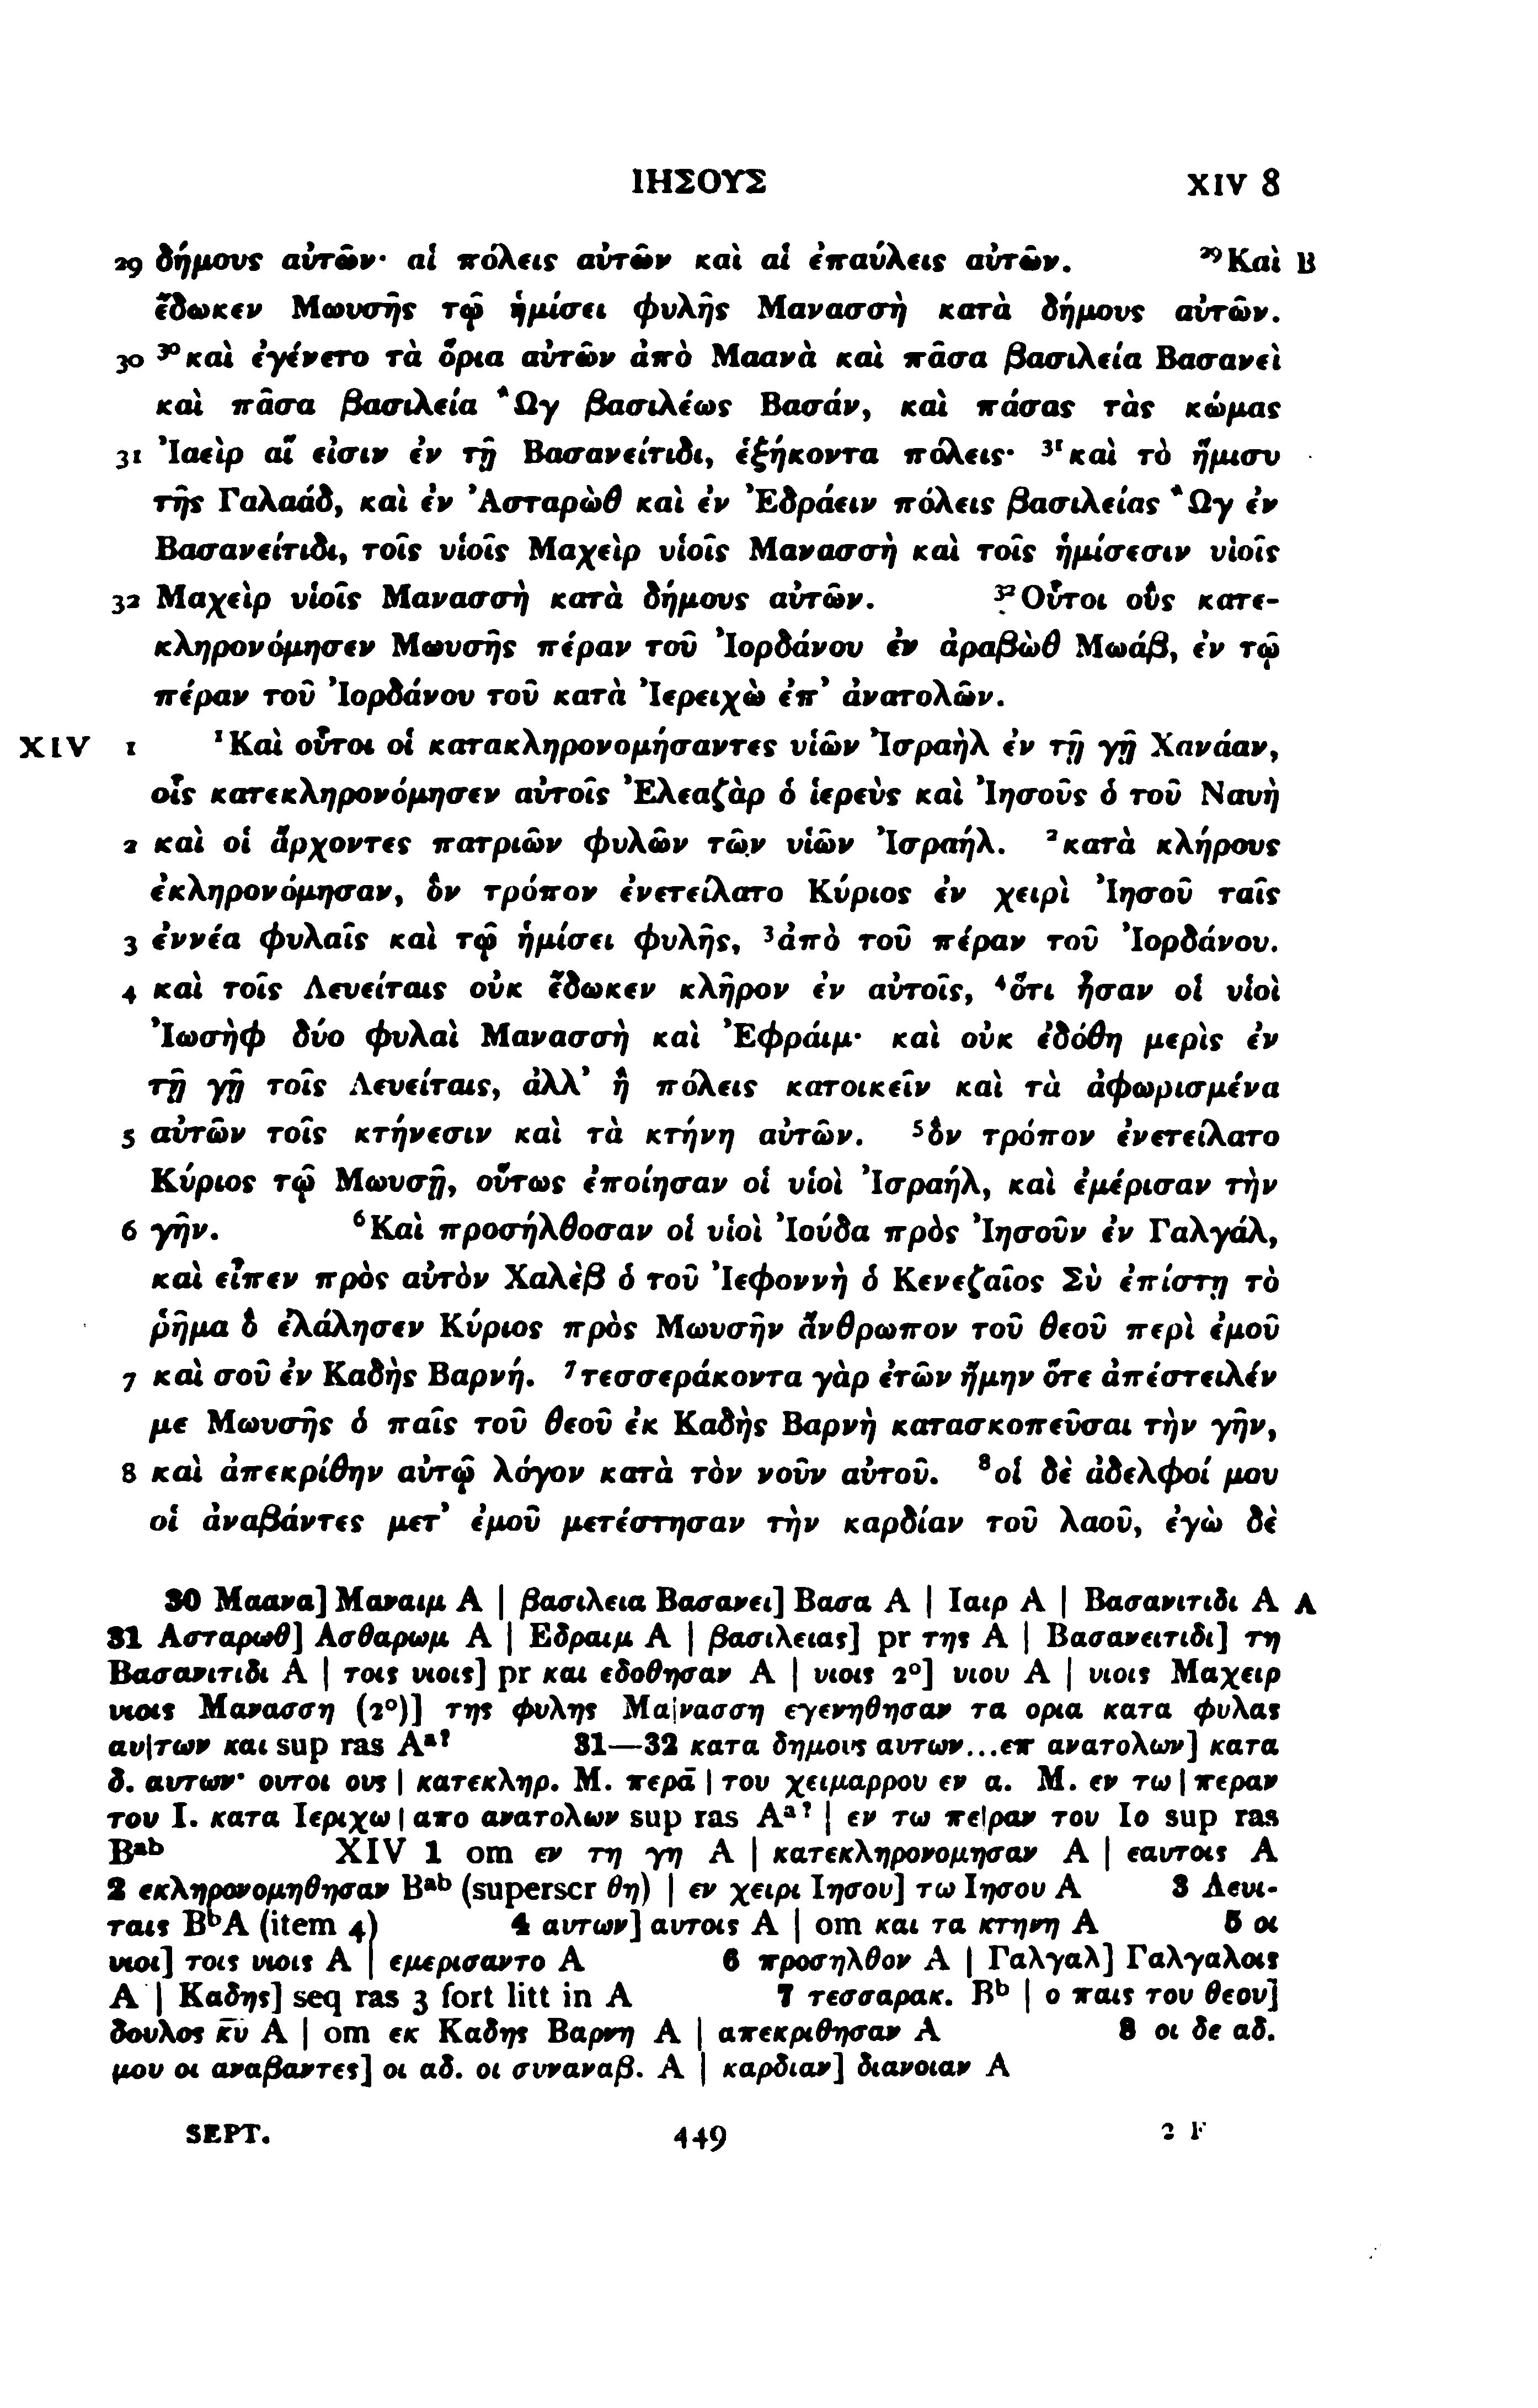 ΙΗΣΟΥΣ XIV 8
29 δήμους αὐτῶν· αἱ πόλεις αὐτῶν καὶ αἱ ἐπαύλεις αὐτῶν. ²⁹Καὶ B
ἔδωκεν Μωυσῆς τῷ ἡμίσει φυλῆς Μανασσὴ κατὰ δήμους αὐτῶν.
30 ³⁰καὶ ἐγένετο τὰ ὅρια αὐτῶν ἀπὸ Μαανὰ καὶ πᾶσα βασιλεία Βασανεὶ
καὶ πᾶσα βασιλεία Ὢγ βασιλέως Βασάν, καὶ πάσας τὰς κώμας
31 Ἰαεὶρ αἵ εἰσιν ἐν τῇ Βασανείτιδι, ἑξήκοντα πόλεις· ³¹καὶ τὸ ἥμισυ
τῆς Γαλαάδ, καὶ ἐν Ἀσταρὼθ καὶ ἐν Ἐδράειν πόλεις βασιλείας Ὢγ ἐν
Βασανείτιδι, τοῖς υἱοῖς Μαχεὶρ υἱοῖς Μανασσὴ καὶ τοῖς ἡμίσεσιν υἱοῖς
32 Μαχεὶρ υἱοῖς Μανασσὴ κατὰ δήμους αὐτῶν. ³²Οὗτοι οὓς κατε-
κληρονόμησεν Μωυσῆς πέραν τοῦ Ἰορδάνου ἐν ἀραβὼθ Μωάβ, ἐν τῷ
πέραν τοῦ Ἰορδάνου τοῦ κατὰ Ἰερειχὼ ἐπ᾽ ἀνατολῶν.
XIV 1 ¹Καὶ οὗτοι οἱ κατακληρονομήσαντες υἱῶν Ἰσραὴλ ἐν τῇ γῇ Χανάαν,
οἷς κατεκληρονόμησεν αὐτοῖς Ἐλεαζὰρ ὁ ἱερεὺς καὶ Ἰησοῦς ὁ τοῦ Ναυὴ
2 καὶ οἱ ἄρχοντες πατριῶν φυλῶν τῶν υἱῶν Ἰσραήλ. ²κατὰ κλήρους
ἐκληρονόμησαν, ὃν τρόπον ἐνετείλατο Κύριος ἐν χειρὶ Ἰησοῦ ταῖς
3 ἐννέα φυλαῖς καὶ τῷ ἡμίσει φυλῆς, ³ἀπὸ τοῦ πέραν τοῦ Ἰορδάνου.
4 καὶ τοῖς Λευείταις οὐκ ἔδωκεν κλῆρον ἐν αὐτοῖς, ⁴ὅτι ἦσαν οἱ υἱοὶ
Ἰωσὴφ δύο φυλαὶ Μανασσὴ καὶ Ἐφράιμ· καὶ οὐκ ἐδόθη μερὶς ἐν
τῇ γῇ τοῖς Λευείταις, ἀλλ᾽ ἢ πόλεις κατοικεῖν καὶ τὰ ἀφωρισμένα
5 αὐτῶν τοῖς κτήνεσιν καὶ τὰ κτήνη αὐτῶν. ⁵ὃν τρόπον ἐνετείλατο
Κύριος τῷ Μωυσῇ, οὕτως ἐποίησαν οἱ υἱοὶ Ἰσραήλ, καὶ ἐμέρισαν τὴν
6 γῆν. ⁶Καὶ προσήλθοσαν οἱ υἱοὶ Ἰούδα πρὸς Ἰησοῦν ἐν Γαλγάλ,
καὶ εἶπεν πρὸς αὐτὸν Χαλὲβ ὁ τοῦ Ἰεφοννὴ ὁ Κενεζαῖος Σὺ ἐπίστῃ τὸ
ῥῆμα ὃ ἐλάλησεν Κύριος πρὸς Μωυσῆν ἄνθρωπον τοῦ θεοῦ περὶ ἐμοῦ
7 καὶ σοῦ ἐν Καδὴς Βαρνή. ⁷τεσσεράκοντα γὰρ ἐτῶν ἤμην ὅτε ἀπέστειλέν
με Μωυσῆς ὁ παῖς τοῦ θεοῦ ἐκ Καδὴς Βαρνὴ κατασκοπεῦσαι τὴν γῆν,
8 καὶ ἀπεκρίθην αὐτῷ λόγον κατὰ τὸν νοῦν αὐτοῦ. ⁸οἱ δὲ ἀδελφοί μου
οἱ ἀναβάντες μετ᾽ ἐμοῦ μετέστησαν τὴν καρδίαν τοῦ λαοῦ, ἐγὼ δὲ
30 Μαανα] Μαναιμ A | βασιλεια Βασανει] Βασα A | Ιαιρ A | Βασανιτιδι A A
31 Ασταρωθ] Ασθαρωμ A | Εδραιμ A | βασιλειας] pr της A | Βασανειτιδι] τη
Βασανιτιδι A | τοις υιοις] pr και εδοθησαν A | υιοις 2°] υιου A | υιοις Μαχειρ
υιοις Μανασση (2°)] της φυλης Μα|νασση εγενηθησαν τα ορια κατα φυλας
αυ|των και sup ras Aᵃ? 31—32 κατα δημους αυτων...επ ανατολων] κατα
δ. αυτων· ουτοι ους | κατεκληρ. Μ. περᾱ | του χειμαρρου εν α. Μ. εν τω | περαν
του Ι. κατα Ιεριχω | απο ανατολων sup ras Aᵃ? | εν τω πε|ραν του Ιο sup ras
Bᵃᵇ XIV 1 om εν τη γη A | κατεκληρονομησαν A | εαυτοις A
2 εκληρονομηθησαν Bᵃᵇ (superscr θη) | εν χειρι Ιησου] τω Ιησου A 3 Λευι-
ταις BᵇA (item 4) 4 αυτων] αυτοις A | om και τα κτηνη A 5 οι
υιοι] τοις υιοις A | εμερισαντο A 6 προσηλθον A | Γαλγαλ] Γαλγαλοις
A | Καδης] seq ras 3 fort litt in A 7 τεσσαρακ. Bᵇ | ο παις του θεου]
δουλος κ̅υ̅ A | om εκ Καδης Βαρνη A | απεκριθησαν A 8 οι δε αδ.
μου οι αναβαντες] οι αδ. οι συναναβ. A | καρδιαν] διανοιαν A
SEPT. 449 2 F